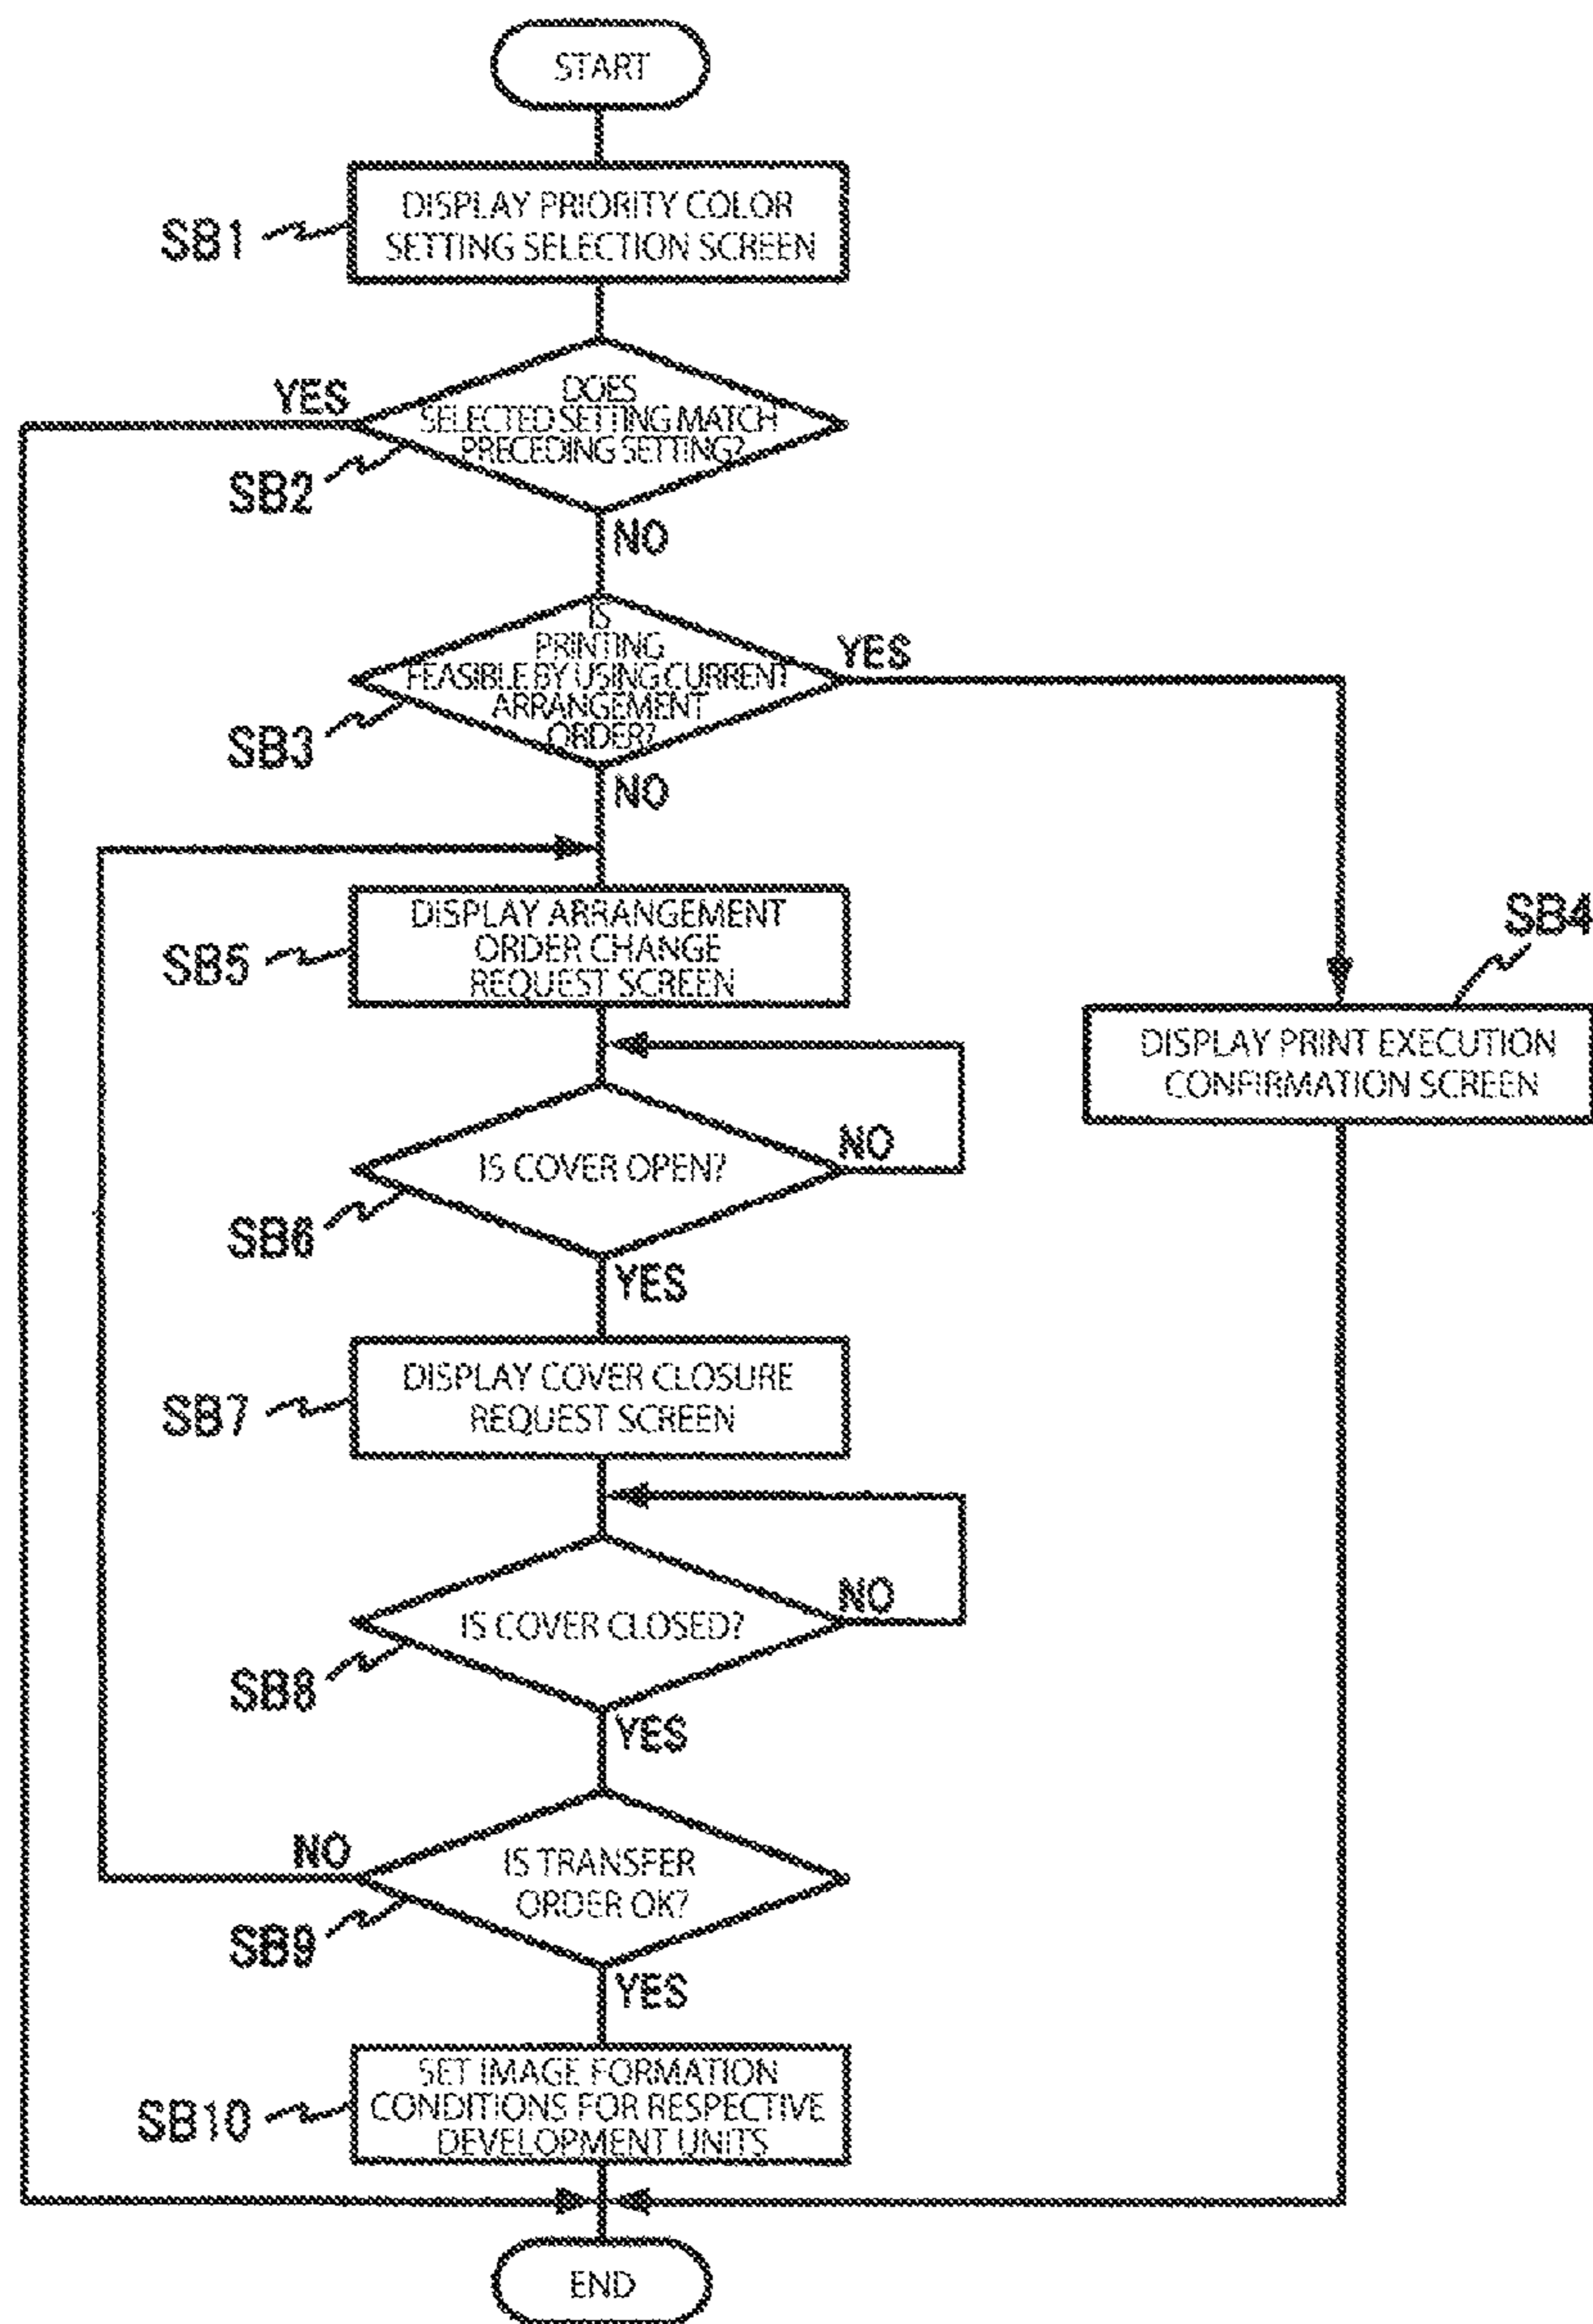 START
DISPLAY PRIORITY COLOR
SETTING SELECTION SCREEN
SB1
YES
DOES
SELECTED SETTING MATCH
PRECEDING SETTING?
SB2
NO
IS
PRINTING
FEASIBLE BY USING CURRENT
ARRANGEMENT
ORDER?
YES
SB3
NO
DISPLAY ARRANGEMENT
ORDER CHANGE
REQUEST SCREEN
SB5
SB4
DISPLAY PRINT EXECUTION
CONFIRMATION SCREEN
IS COVER OPEN?
NO
SB6
YES
DISPLAY COVER CLOSURE
REQUEST SCREEN
SB7
IS COVER CLOSED?
NO
SB8
YES
NO
IS TRANSFER
ORDER OK?
SB9
YES
SET IMAGE FORMATION
CONDITIONS FOR RESPECTIVE
DEVELOPMENT UNITS
SB10
END